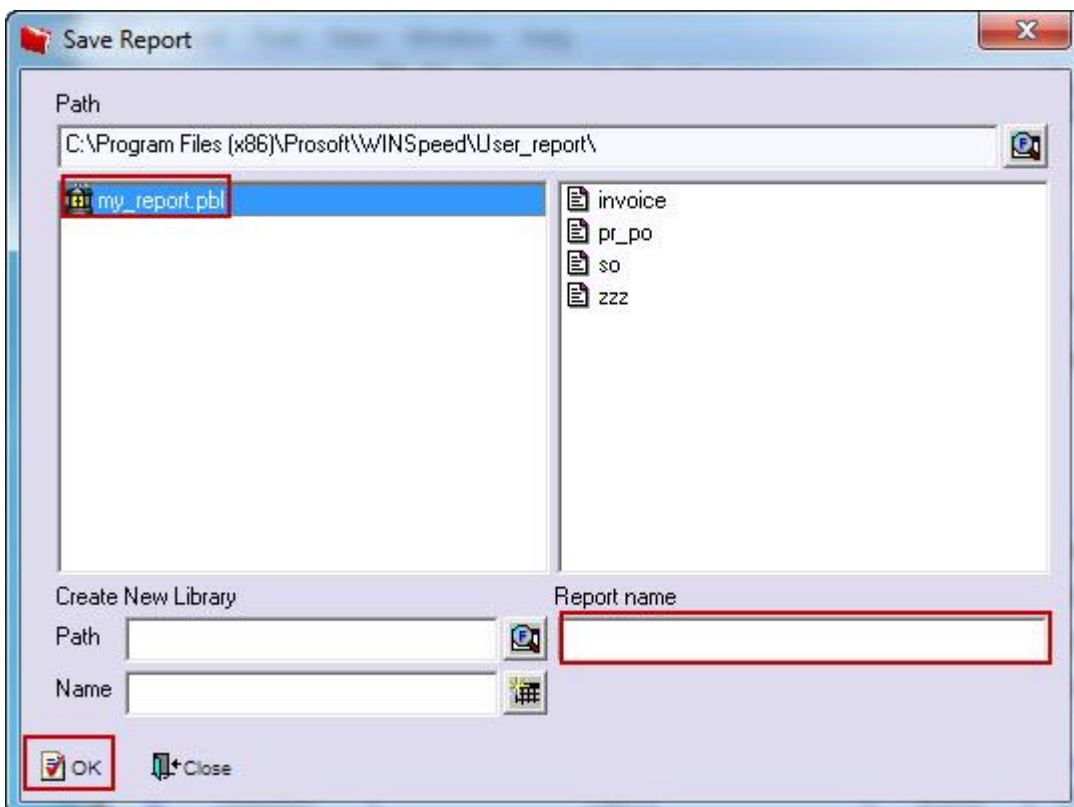 Save Report
Path
C:\Program Files (x86)\Prosoft\WINSpeed\User_report\
my_report.pbl
invoice
pr_po
so
zzz
Create New Library
Report name
Path
Name
OK
Close